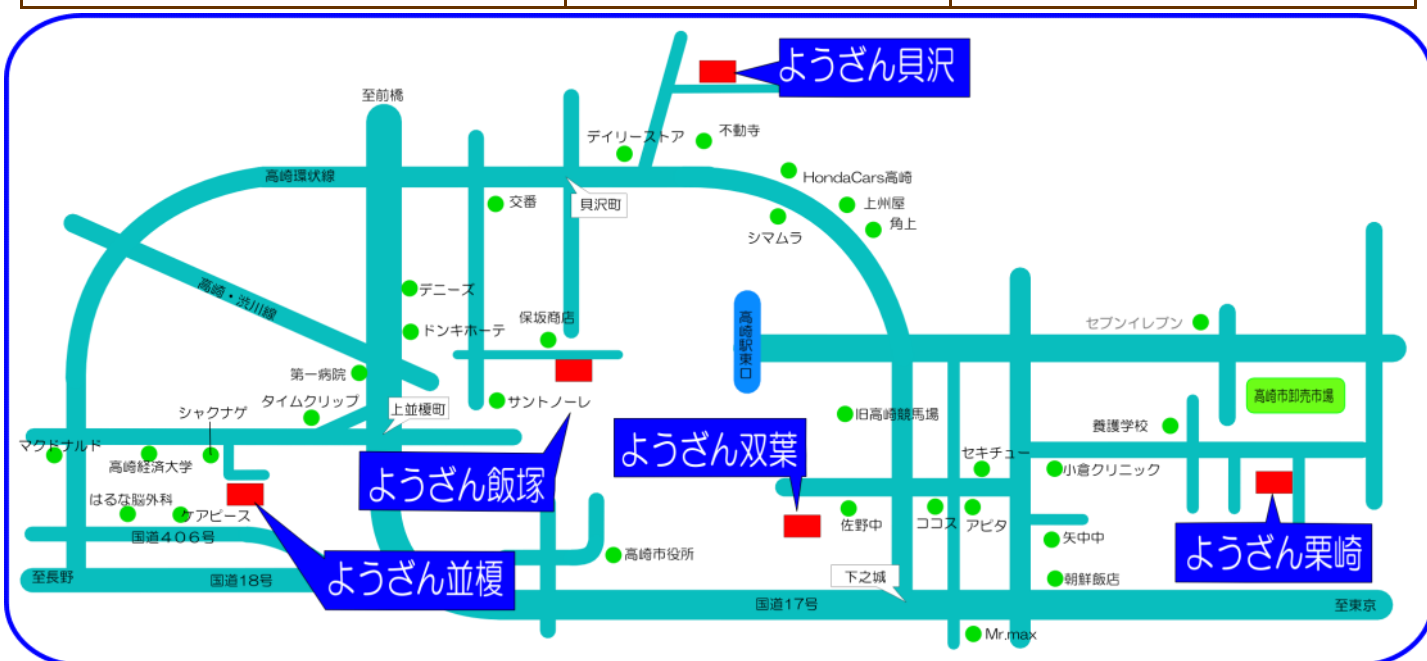 ようざん貝沢
至前橋
デイリーストア
不動寺
高崎環状線
HondaCars高崎
交番
貝沢町
上州屋
角上
シマムラ
高崎・渋川線
デニーズ
保坂商店
ドンキホーテ
高崎駅東口
セブンイレブン
第一病院
タイムクリップ
上並榎町
サントノーレ
高崎市卸売市場
シャクナゲ
旧高崎競馬場
養護学校
マクドナルド
高崎経済大学
ようざん飯塚
ようざん双葉
セキチュー
小倉クリニック
はるな脳外科
ケアピース
佐野中
ココス
アピタ
国道406号
矢中中
ようざん栗崎
高崎市役所
至長野
国道18号
ようざん並榎
下之城
朝鮮飯店
国道17号
至東京
Mr.max